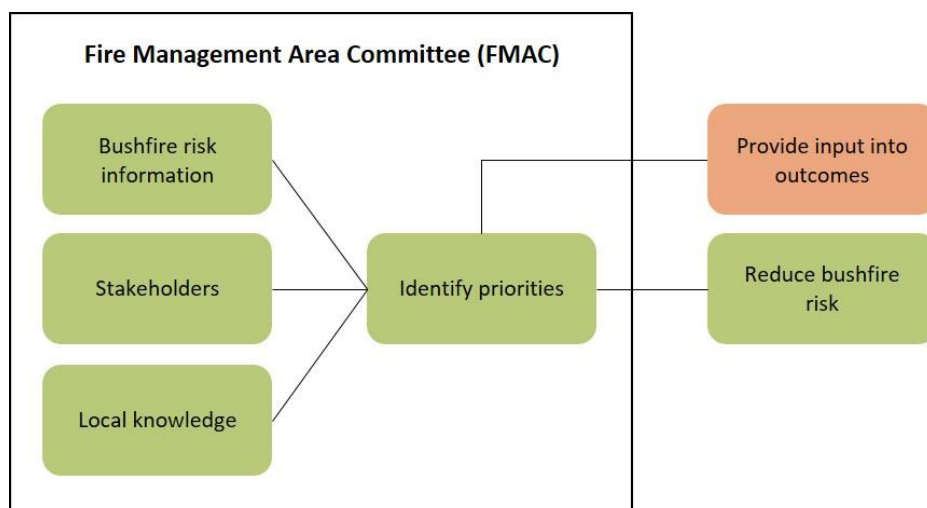 Fire Management Area Committee (FMAC)
Bushfire risk
information
Stakeholders
Local knowledge
Identify priorities
Provide input into
outcomes
Reduce bushfire
risk